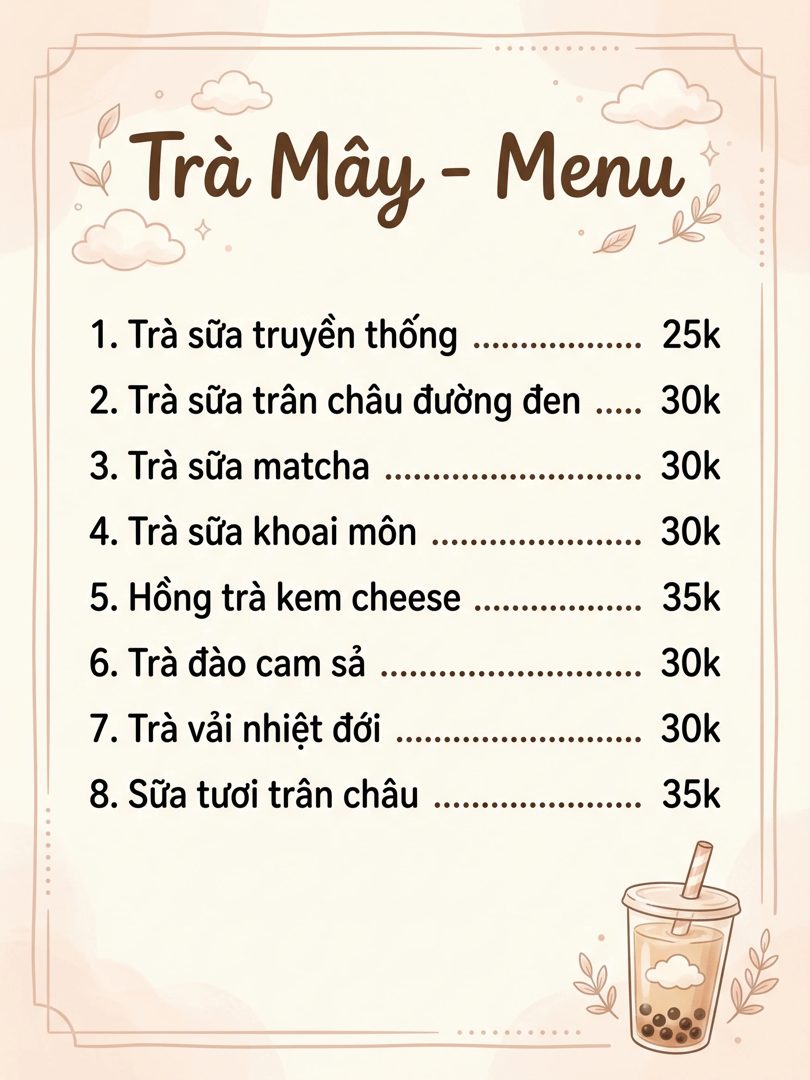 Trà Mây - Menu
1. Trà sữa truyền thống .................. 25k
2. Trà sữa trân châu đường đen ..... 30k
3. Trà sữa matcha ........................... 30k
4. Trà sữa khoai môn ...................... 30k
5. Hồng trà kem cheese .................. 35k
6. Trà đào cam sả ............................ 30k
7. Trà vải nhiệt đới .......................... 30k
8. Sữa tươi trân châu ...................... 35k